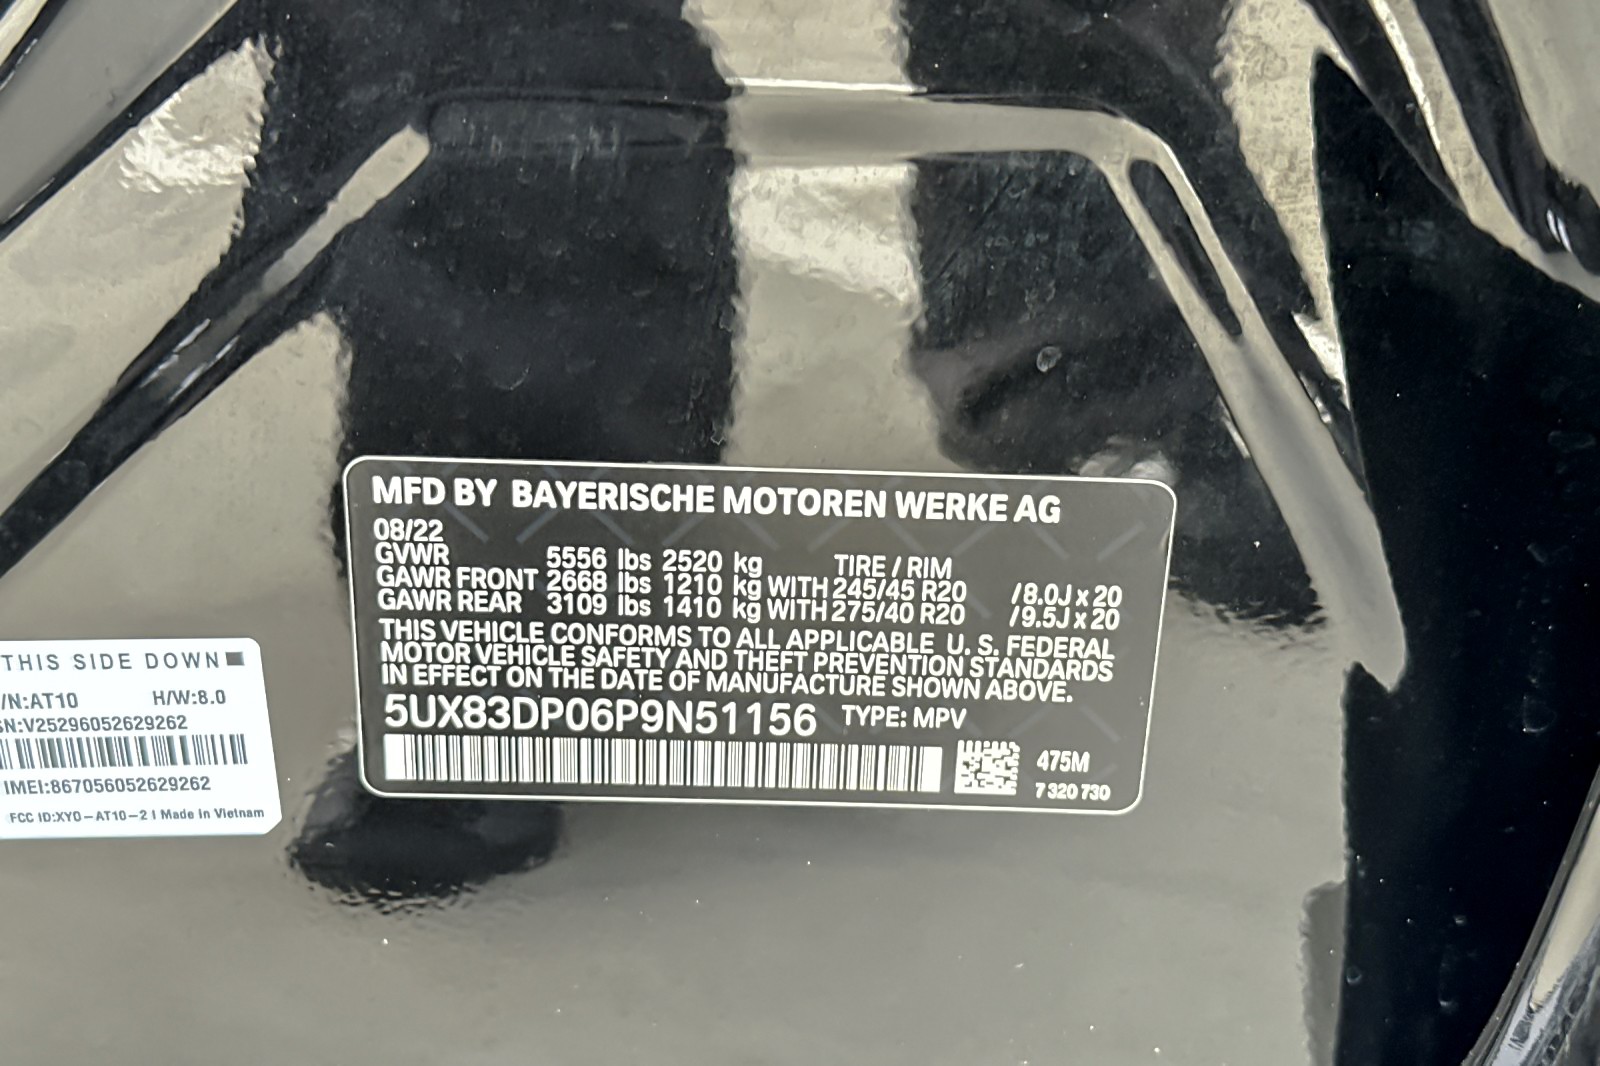 MFD BY BAYERISCHE MOTOREN WERKE AG
08/22
GVWR 5556 lbs 2520 kg TIRE / RIM
GAWR FRONT 2668 lbs 1210 kg WITH 245/45 R20 /8.0J x 20
GAWR REAR 3109 lbs 1410 kg WITH 275/40 R20 /9.5J x 20
THIS VEHICLE CONFORMS TO ALL APPLICABLE U. S. FEDERAL
MOTOR VEHICLE SAFETY AND THEFT PREVENTION STANDARDS
IN EFFECT ON THE DATE OF MANUFACTURE SHOWN ABOVE.
5UX83DP06P9N51156 TYPE: MPV
475M
7 320 730
THIS SIDE DOWN
/N:AT10 H/W:8.0
SN:V25296052629262
IMEI:867056052629262
FCC ID:XYO-AT10-2 | Made in Vietnam